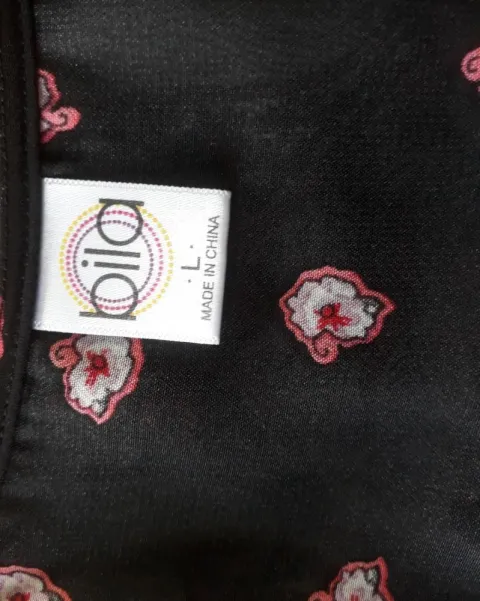 bila
· L ·
MADE IN CHINA